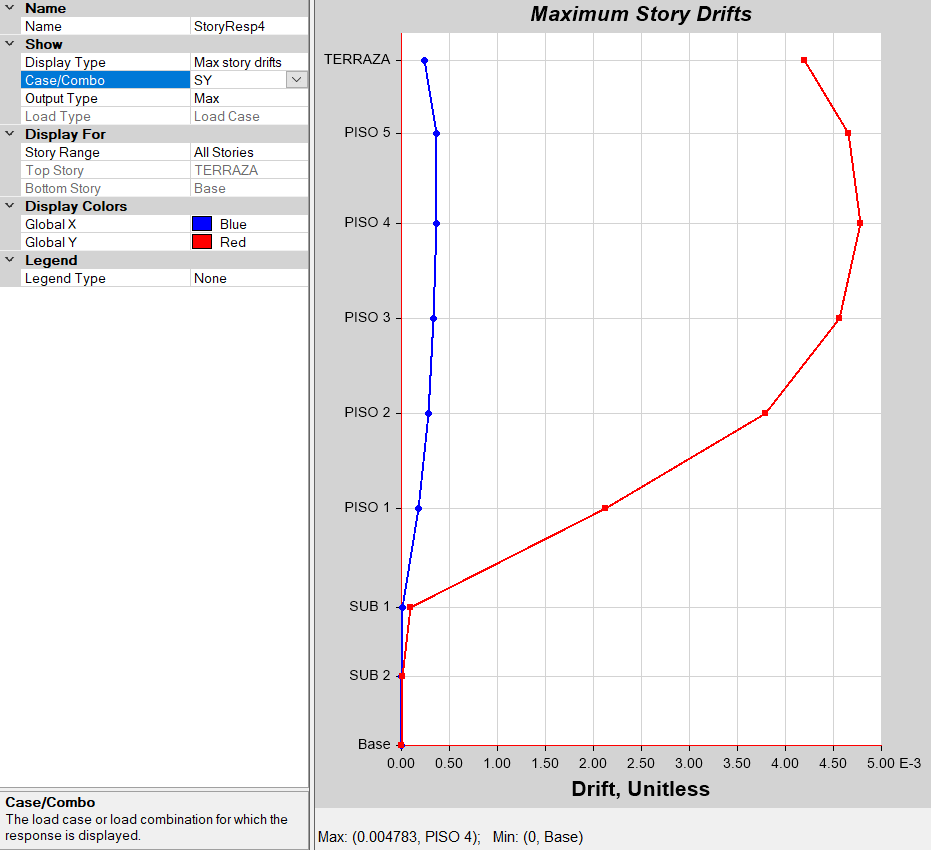 Name
Name StoryResp4
Show
Display Type Max story drifts
Case/Combo SY
Output Type Max
Load Type Load Case
Display For
Story Range All Stories
Top Story TERRAZA
Bottom Story Base
Display Colors
Global X Blue
Global Y Red
Legend
Legend Type None
Case/Combo
The load case or load combination for which the
response is displayed.
Maximum Story Drifts
TERRAZA
PISO 5
PISO 4
PISO 3
PISO 2
PISO 1
SUB 1
SUB 2
Base
0.00 0.50 1.00 1.50 2.00 2.50 3.00 3.50 4.00 4.50 5.00 E-3
Drift, Unitless
Max: (0.004783, PISO 4); Min: (0, Base)